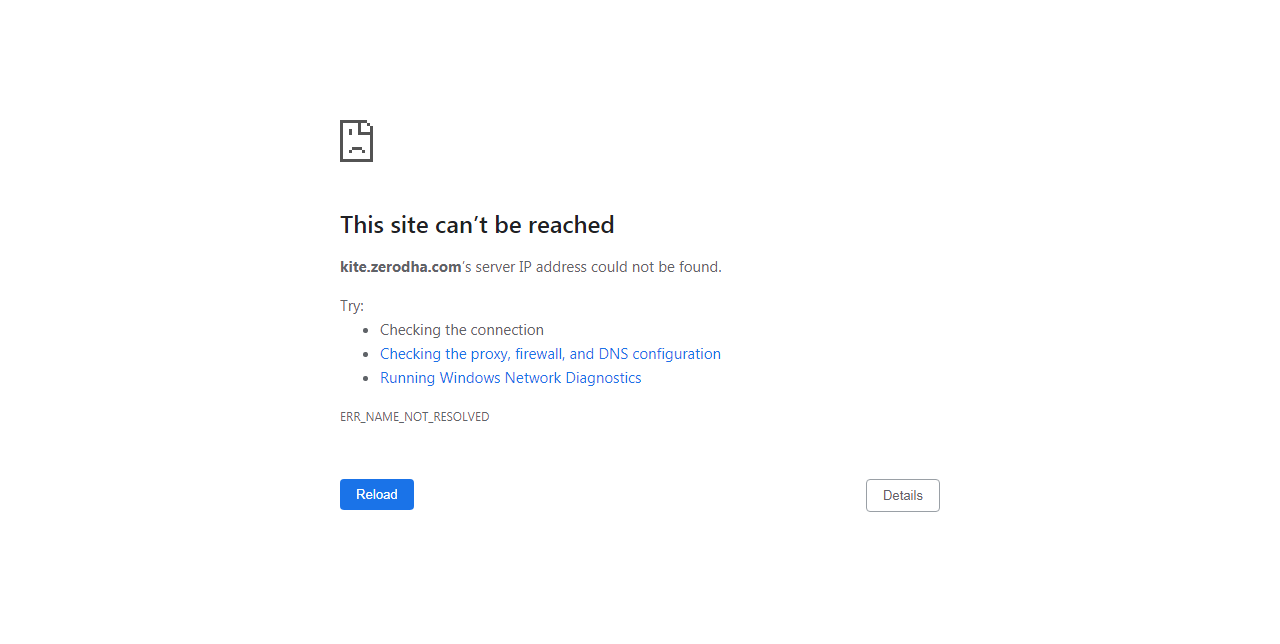 This site can’t be reached
kite.zerodha.com’s server IP address could not be found.
Try:
Checking the connection
Checking the proxy, firewall, and DNS configuration
Running Windows Network Diagnostics
ERR_NAME_NOT_RESOLVED
Reload
Details